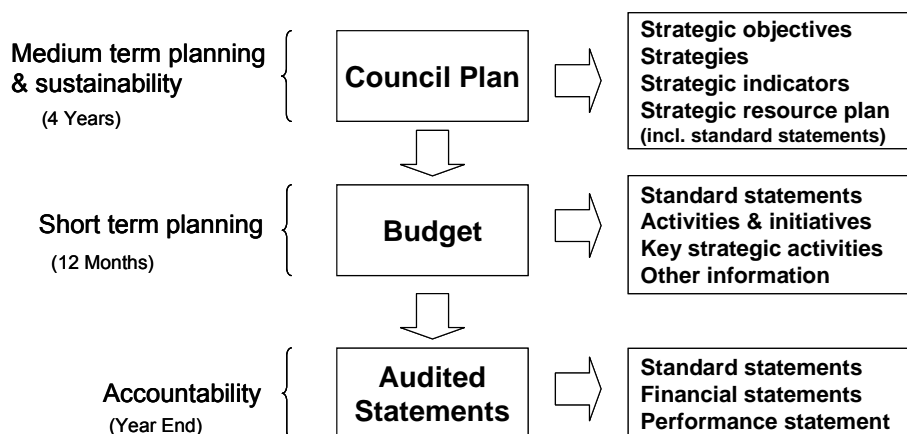 Medium term planning
& sustainability
(4 Years)
Council Plan
Strategic objectives
Strategies
Strategic indicators
Strategic resource plan
(incl. standard statements)
Short term planning
(12 Months)
Budget
Standard statements
Activities & initiatives
Key strategic activities
Other information
Accountability
(Year End)
Audited
Statements
Standard statements
Financial statements
Performance statement